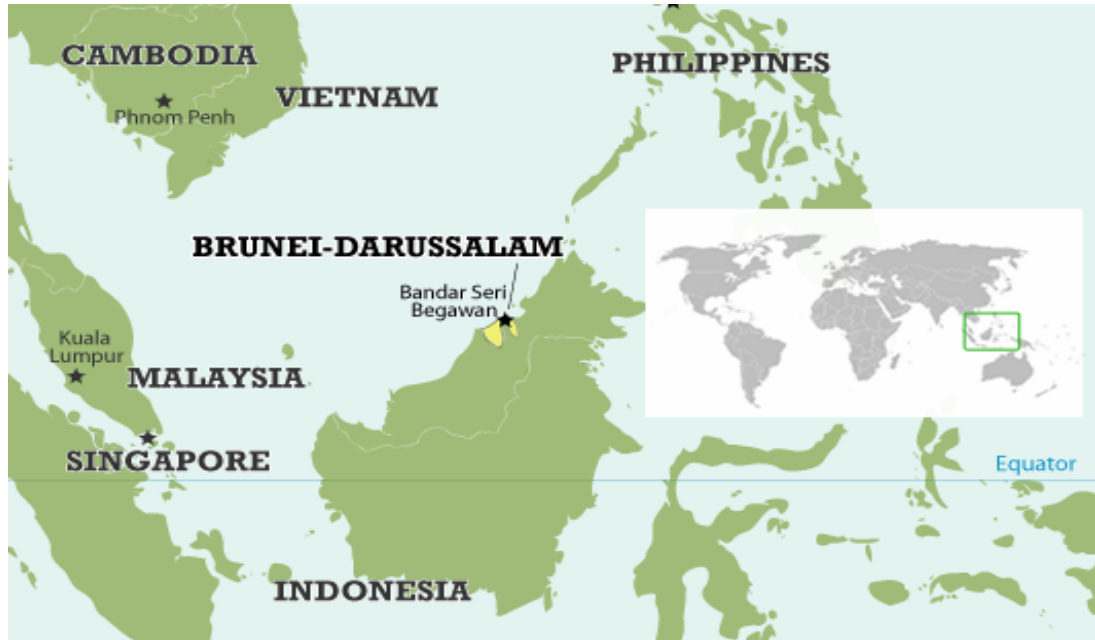 CAMBODIA
PHILIPPINES
VIETNAM
Phnom Penh
BRUNEI-DARUSSALAM
Bandar Seri
Begawan
Kuala
Lumpur
MALAYSIA
SINGAPORE
Equator
INDONESIA